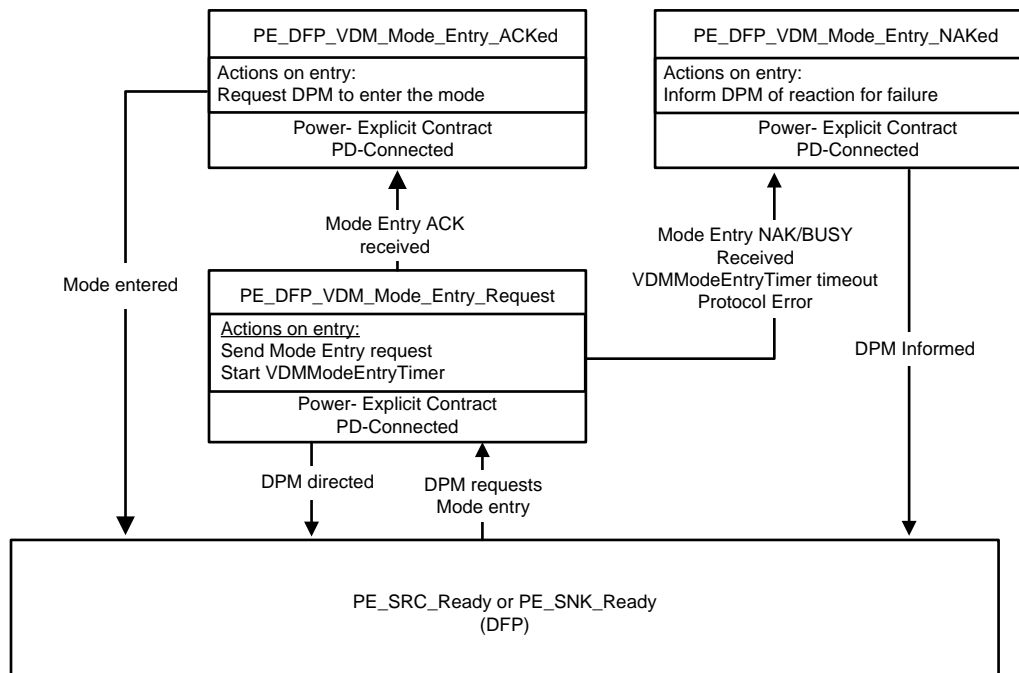 PE_DFP_VDM_Mode_Entry_ACKed
Actions on entry:
Request DPM to enter the mode
Power- Explicit Contract
PD-Connected
PE_DFP_VDM_Mode_Entry_NAKed
Actions on entry:
Inform DPM of reaction for failure
Power- Explicit Contract
PD-Connected
Mode Entry ACK
received
Mode Entry NAK/BUSY
Received
VDMModeEntryTimer timeout
Protocol Error
Mode entered
PE_DFP_VDM_Mode_Entry_Request
Actions on entry:
Send Mode Entry request
Start VDMModeEntryTimer
Power- Explicit Contract
PD-Connected
DPM Informed
DPM directed
DPM requests
Mode entry
PE_SRC_Ready or PE_SNK_Ready
(DFP)